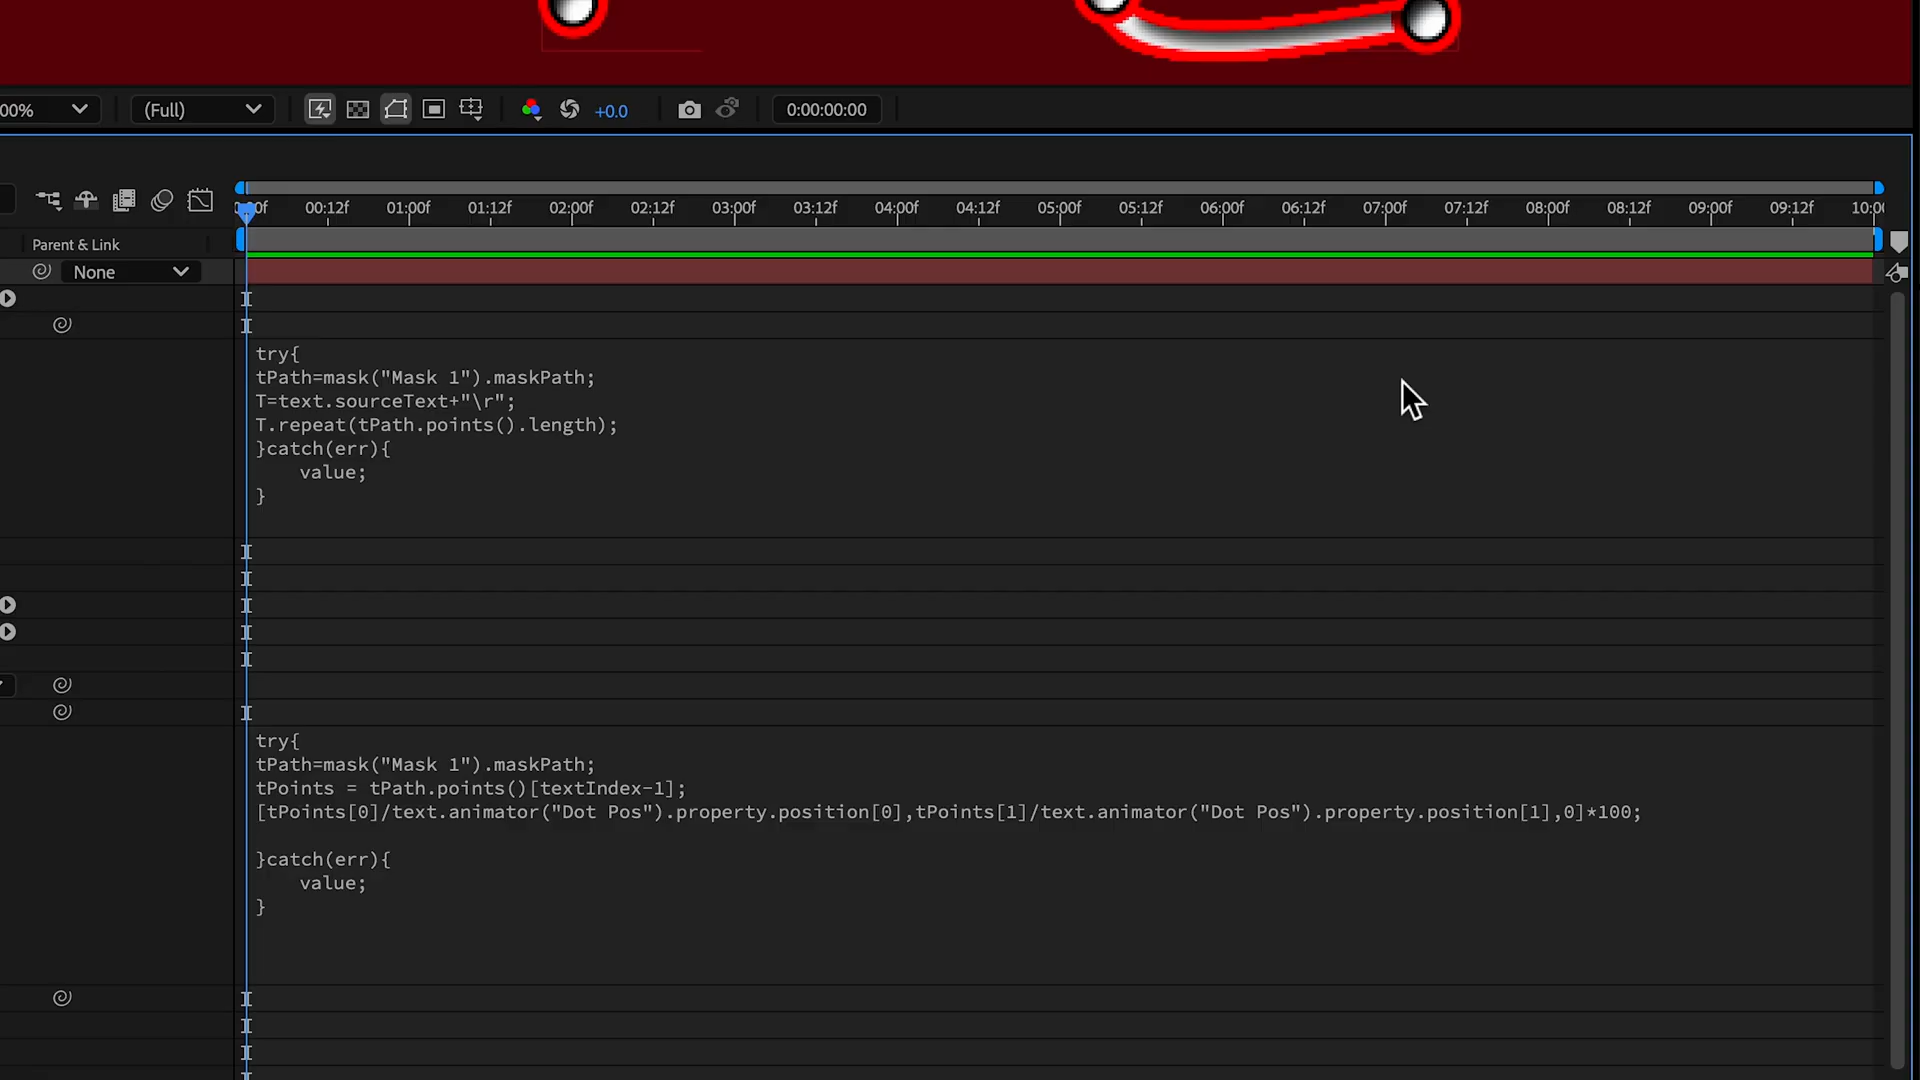 00%
(Full)
+0.0
0:00:00:00
00:12f 01:00f 01:12f 02:00f 02:12f 03:00f 03:12f 04:00f 04:12f 05:00f 05:12f 06:00f 06:12f 07:00f 07:12f 08:00f 08:12f 09:00f 09:12f 10:00
Parent & Link
None
try{
tPath=mask("Mask 1").maskPath;
T=text.sourceText+"\r";
T.repeat(tPath.points().length);
}catch(err){
value;
}
try{
tPath=mask("Mask 1").maskPath;
tPoints = tPath.points()[textIndex-1];
[tPoints[0]/text.animator("Dot Pos").property.position[0],tPoints[1]/text.animator("Dot Pos").property.position[1],0]*100;
}catch(err){
value;
}